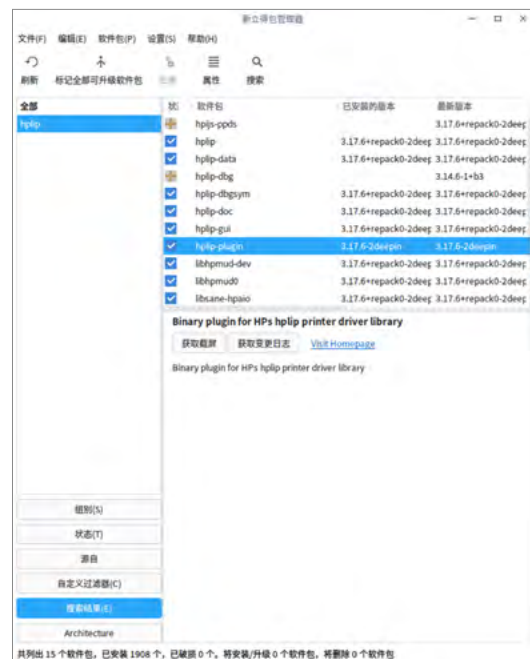 新立得包管理器
文件(F) 编辑(E) 软件包(P) 设置(S) 帮助(H)
刷新 标记全部可升级软件包 属性 搜索
全部
hplip
状 软件包 已安装的版本 最新版本
hpijs-ppds 3.17.6+repack0-2deep
hplip 3.17.6+repack0-2deep 3.17.6+repack0-2deep
hplip-data 3.17.6+repack0-2deep 3.17.6+repack0-2deep
hplip-dbg 3.14.6-1+b3
hplip-dbgsym 3.17.6+repack0-2deep 3.17.6+repack0-2deep
hplip-doc 3.17.6+repack0-2deep 3.17.6+repack0-2deep
hplip-gui 3.17.6+repack0-2deep 3.17.6+repack0-2deep
hplip-plugin 3.17.6-2deepin 3.17.6-2deepin
libhpmud-dev 3.17.6+repack0-2deep 3.17.6+repack0-2deep
libhpmud0 3.17.6+repack0-2deep 3.17.6+repack0-2deep
libsane-hpaio 3.17.6+repack0-2deep 3.17.6+repack0-2deep
Binary plugin for HPs hplip printer driver library
获取截屏 获取变更日志 Visit Homepage
Binary plugin for HPs hplip printer driver library
组别(S)
状态(T)
源自
自定义过滤器(C)
搜索结果(E)
Architecture
共列出 15 个软件包，已安装 1908 个，已破损 0 个。将安装/升级 0 个软件包，将删除 0 个软件包